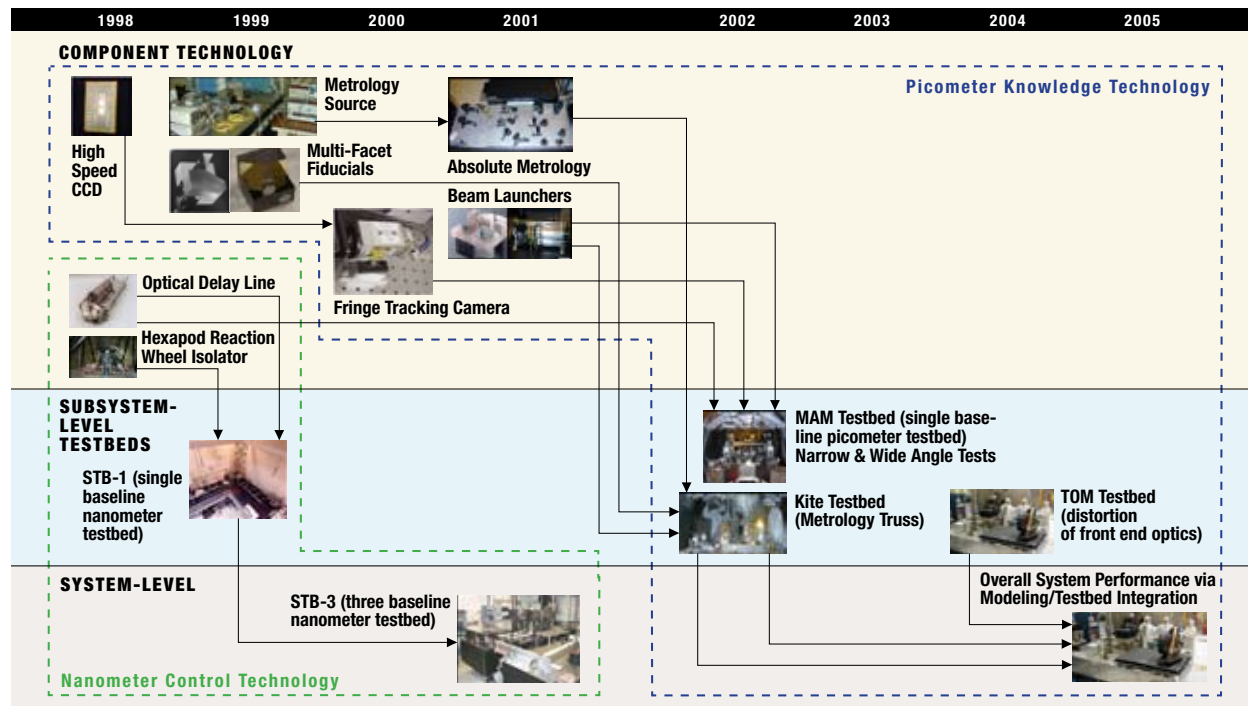 1998 1999 2000 2001 2002 2003 2004 2005
COMPONENT TECHNOLOGY
Picometer Knowledge Technology
Metrology
Source
High
Speed
CCD
Multi-Facet
Fiducials
Absolute Metrology
Beam Launchers
Optical Delay Line
Fringe Tracking Camera
Hexapod Reaction
Wheel Isolator
SUBSYSTEM-
LEVEL
TESTBEDS
MAM Testbed (single base-
line picometer testbed)
Narrow & Wide Angle Tests
STB-1 (single
baseline
nanometer
testbed)
Kite Testbed
(Metrology Truss)
TOM Testbed
(distortion
of front end optics)
SYSTEM-LEVEL
Overall System Performance via
Modeling/Testbed Integration
STB-3 (three baseline
nanometer testbed)
Nanometer Control Technology